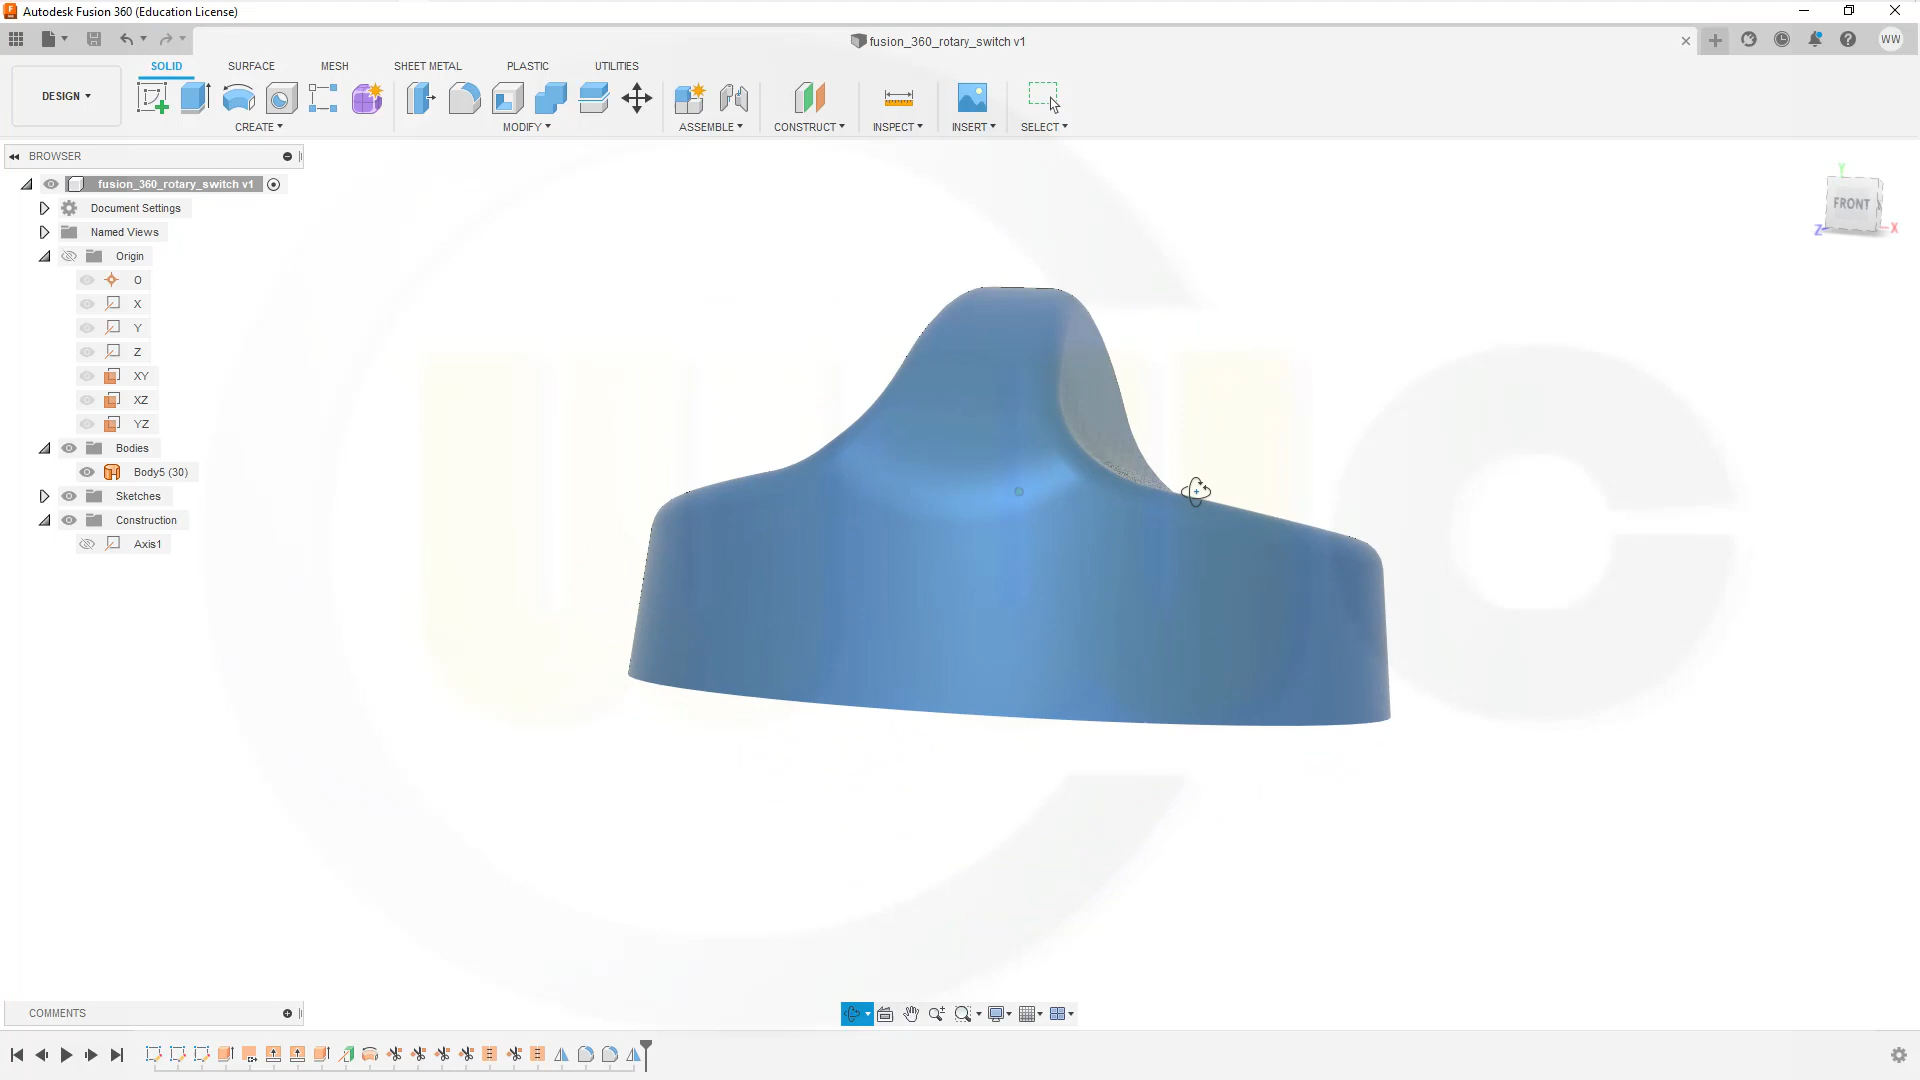 Autodesk Fusion 360 (Education License)
fusion_360_rotary_switch v1
WW
DESIGN
SOLID SURFACE MESH SHEET METAL PLASTIC UTILITIES
CREATE MODIFY ASSEMBLE CONSTRUCT INSPECT INSERT SELECT
BROWSER
fusion_360_rotary_switch v1
Document Settings
Named Views
Origin
O
X
Y
Z
XY
XZ
YZ
Bodies
Body5 (30)
Sketches
Construction
Axis1
Y
FRONT
Z
X
COMMENTS